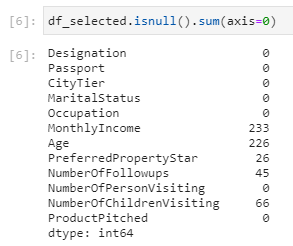 [6]: df_selected.isnull().sum(axis=0)
[6]: Designation 0
Passport 0
CityTier 0
MaritalStatus 0
Occupation 0
MonthlyIncome 233
Age 226
PreferredPropertyStar 26
NumberOfFollowups 45
NumberOfPersonVisiting 0
NumberOfChildrenVisiting 66
ProductPitched 0
dtype: int64